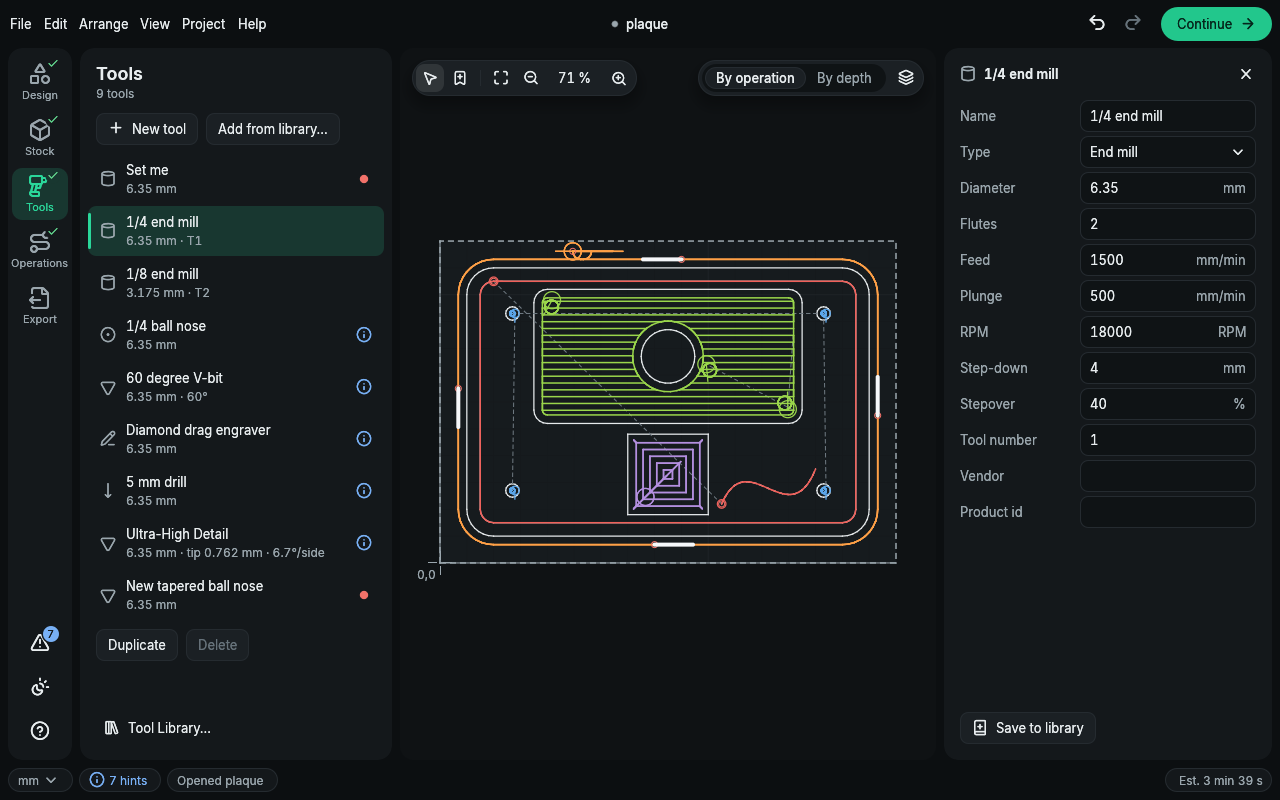 File Edit Arrange View Project Help
plaque
Continue
Design
Stock
Tools
Operations
Export
7
Tools
9 tools
New tool
Add from library...
Set me
6.35 mm
1/4 end mill
6.35 mm · T1
1/8 end mill
3.175 mm · T2
1/4 ball nose
6.35 mm
60 degree V-bit
6.35 mm · 60°
Diamond drag engraver
6.35 mm
5 mm drill
6.35 mm
Ultra-High Detail
6.35 mm · tip 0.762 mm · 6.7°/side
New tapered ball nose
6.35 mm
Duplicate
Delete
Tool Library...
71 %
By operation
By depth
0,0
1/4 end mill
Name 1/4 end mill
Type End mill
Diameter 6.35 mm
Flutes 2
Feed 1500 mm/min
Plunge 500 mm/min
RPM 18000 RPM
Step-down 4 mm
Stepover 40 %
Tool number 1
Vendor
Product id
Save to library
mm
7 hints
Opened plaque
Est. 3 min 39 s